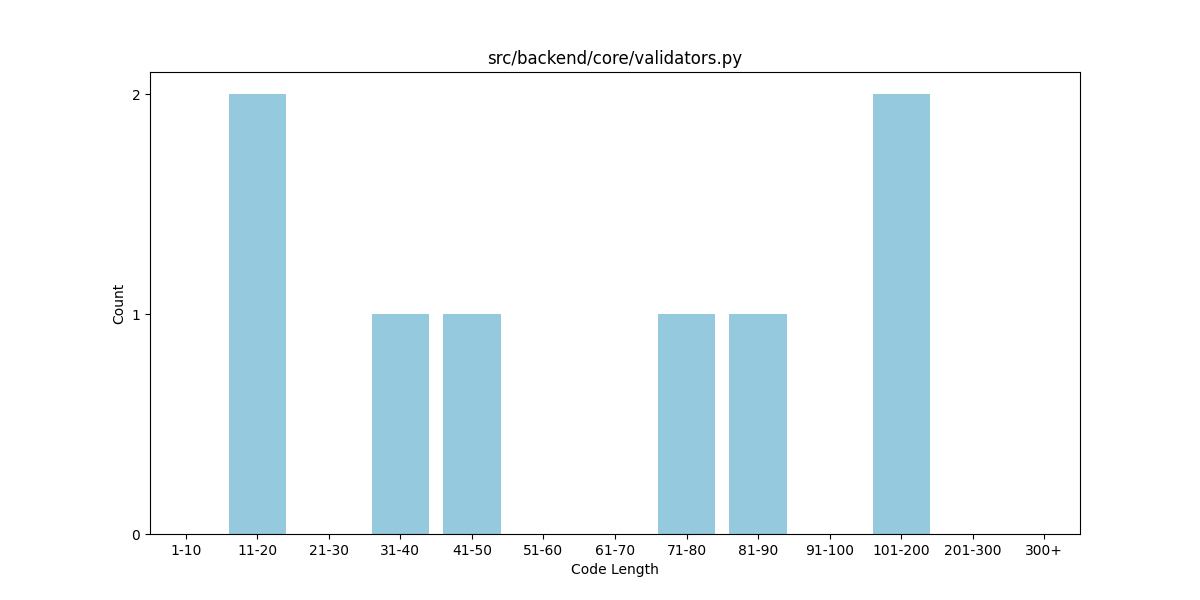 src/backend/core/validators.py
2
1
0
Count
1-10 11-20 21-30 31-40 41-50 51-60 61-70 71-80 81-90 91-100 101-200 201-300 300+
Code Length